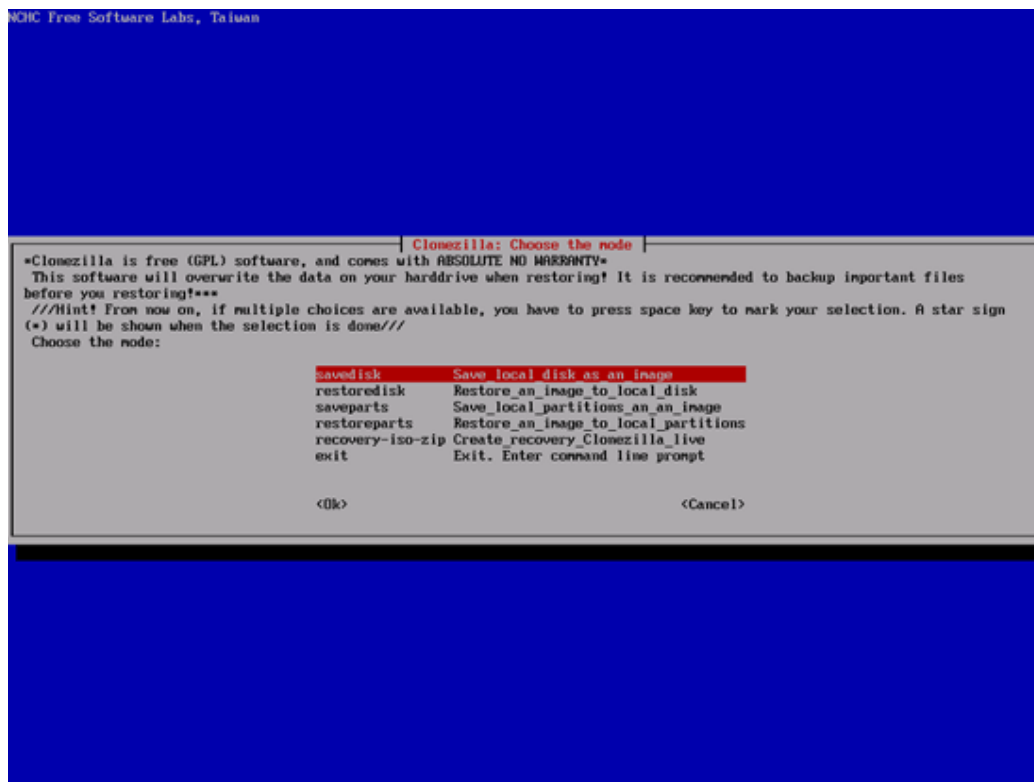 NCHC Free Software Labs, Taiwan
Clonezilla: Choose the mode
*Clonezilla is free (GPL) software, and comes with ABSOLUTE NO WARRANTY*
This software will overwrite the data on your harddrive when restoring! It is recommended to backup important files
before you restoring!***
///Hint! From now on, if multiple choices are available, you have to press space key to mark your selection. A star sign
(*) will be shown when the selection is done///
Choose the mode:
savedisk Save_local_disk_as_an_image
restoredisk Restore_an_image_to_local_disk
saveparts Save_local_partitions_an_an_image
restoreparts Restore_an_image_to_local_partitions
recovery-iso-zip Create_recovery_Clonezilla_live
exit Exit. Enter command line prompt
<Ok> <Cancel>